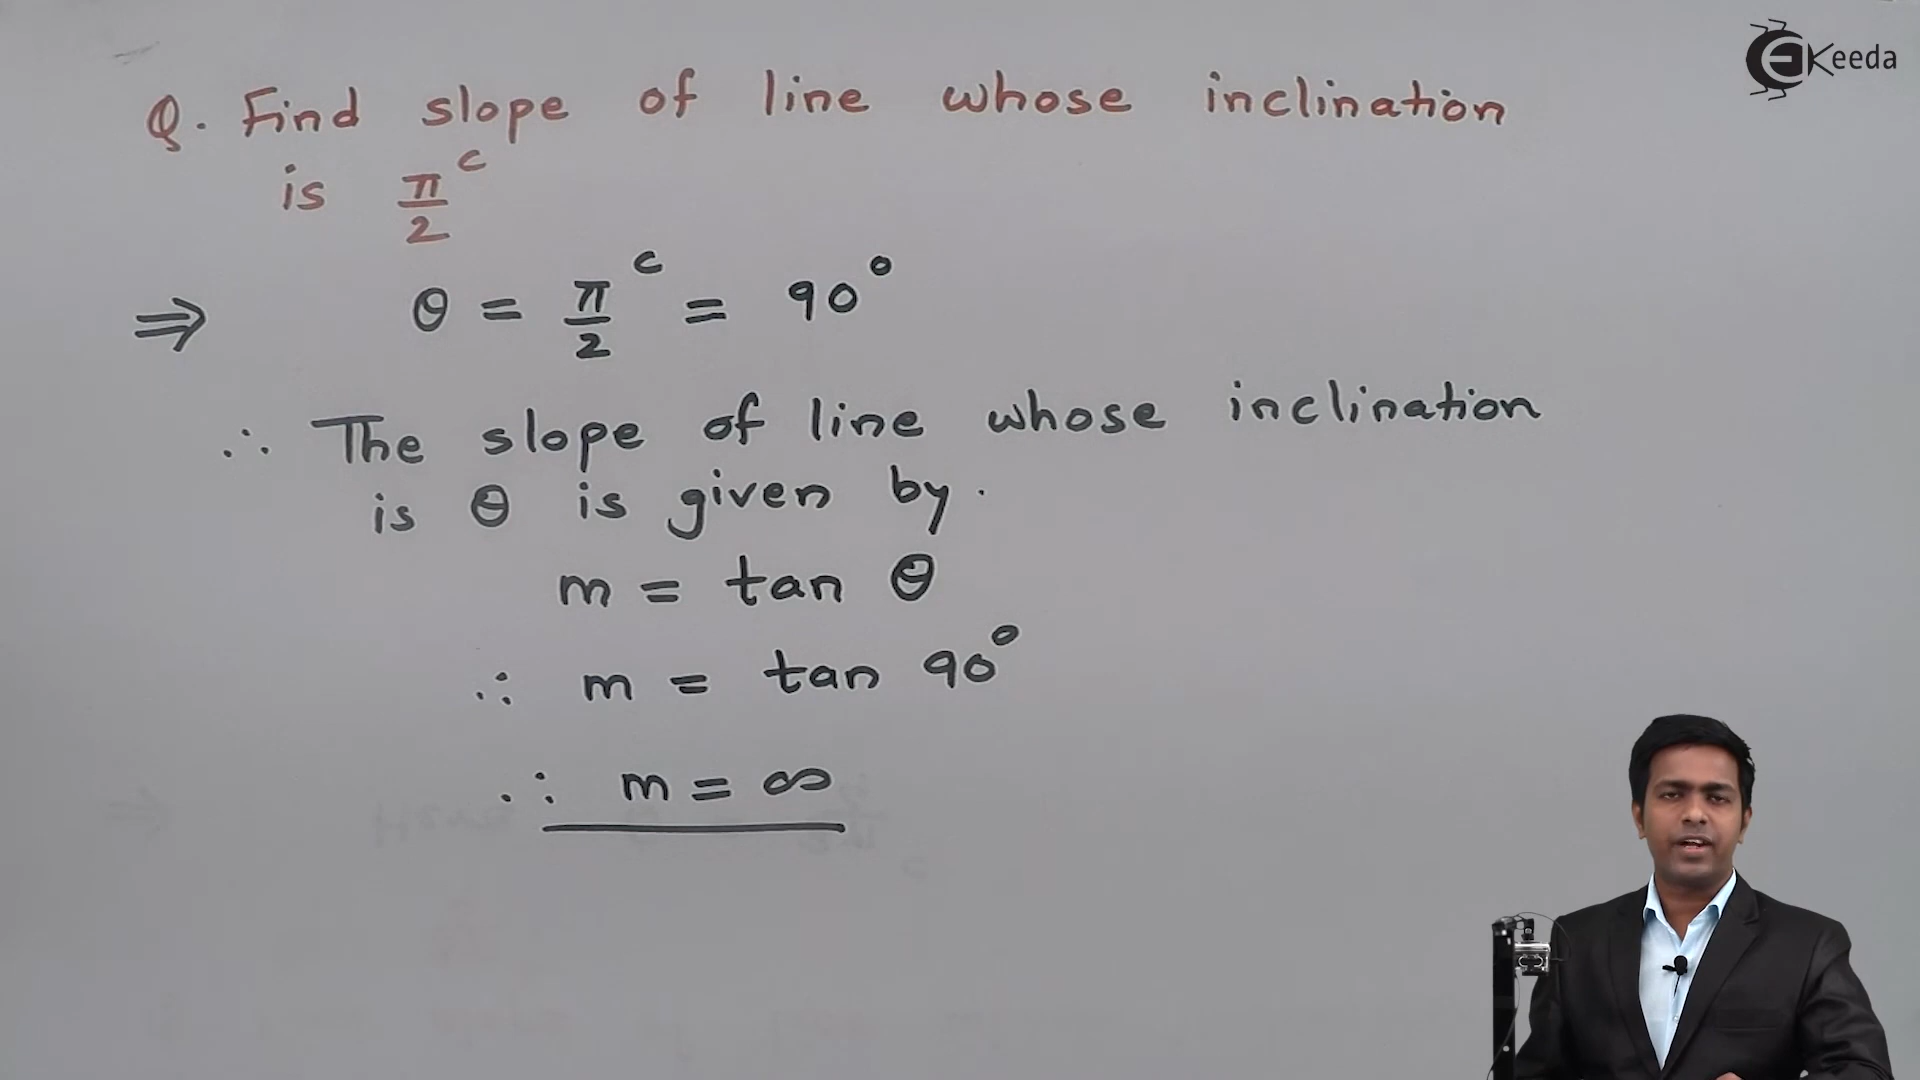 Keeda
Q. Find slope of line whose inclination
is π/2 ᶜ
⇒ θ = π/2 ᶜ = 90°
∴ The slope of line whose inclination
is θ is given by.
m = tan θ
∴ m = tan 90°
∴ m = ∞